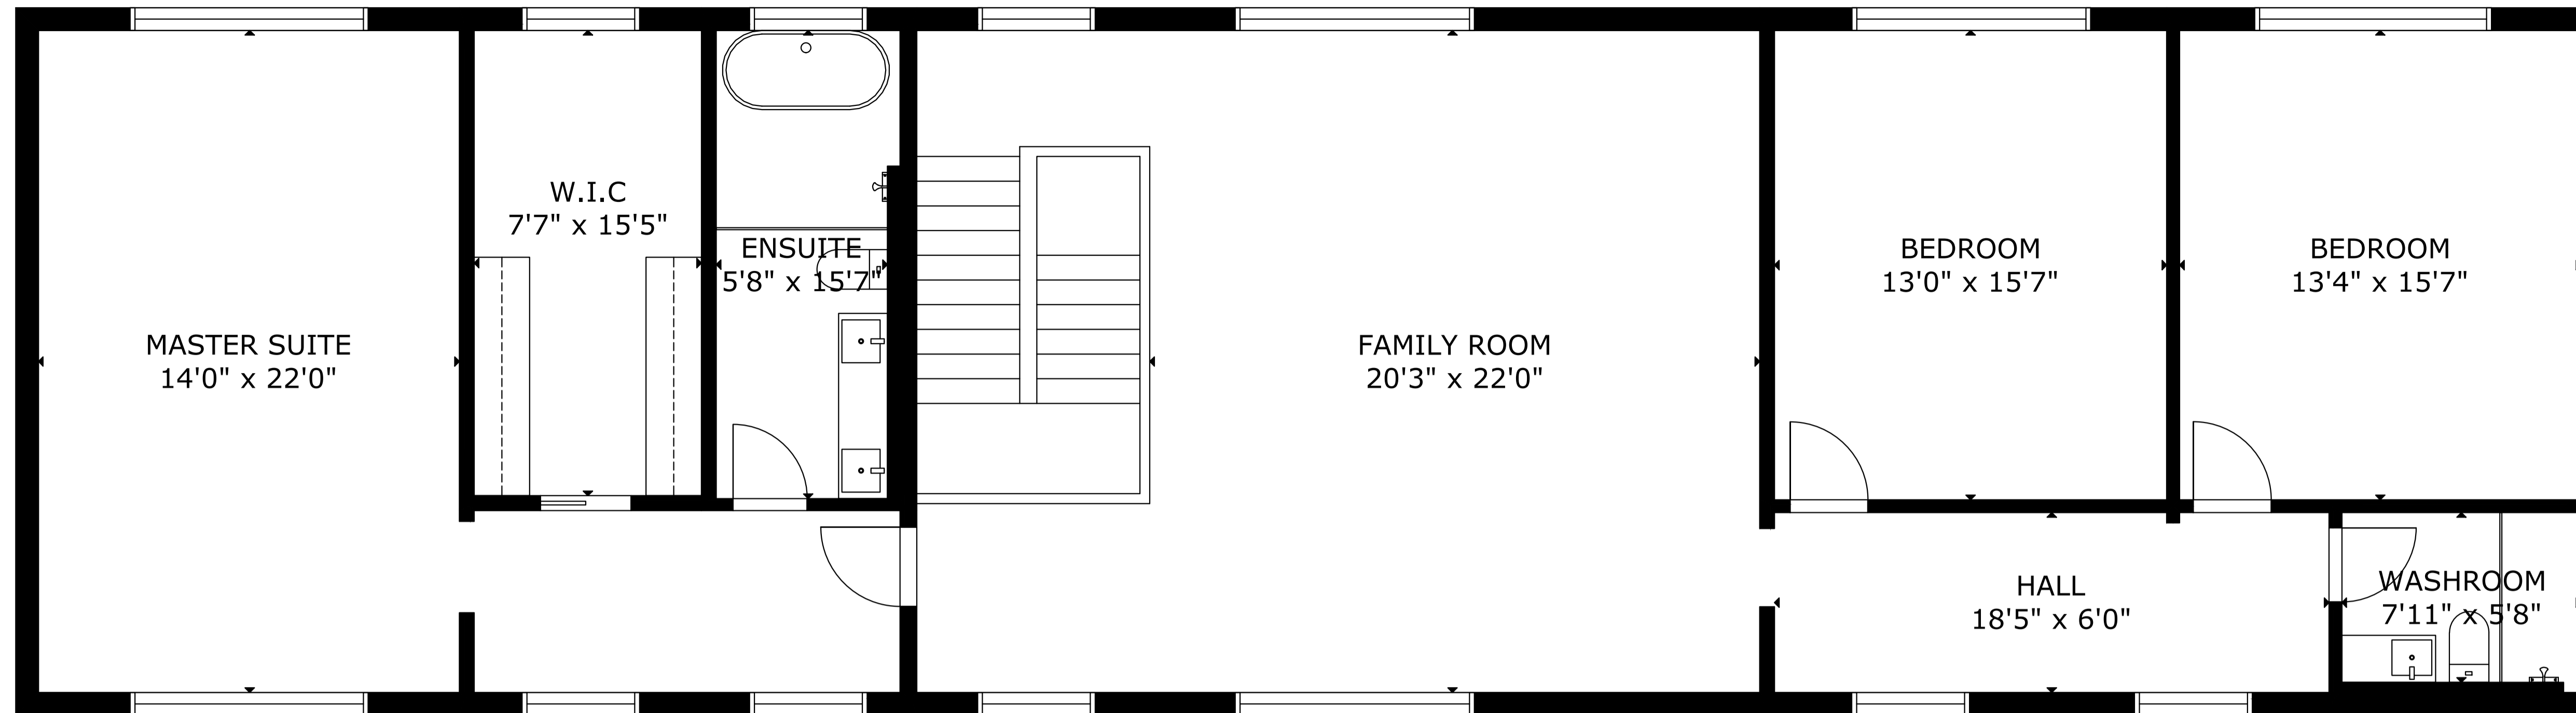 MASTER SUITE
14'0" x 22'0"
W.I.C
7'7" x 15'5"
ENSUITE
5'8" x 15'7"
FAMILY ROOM
20'3" x 22'0"
BEDROOM
13'0" x 15'7"
BEDROOM
13'4" x 15'7"
HALL
18'5" x 6'0"
WASHROOM
7'11" x 5'8"